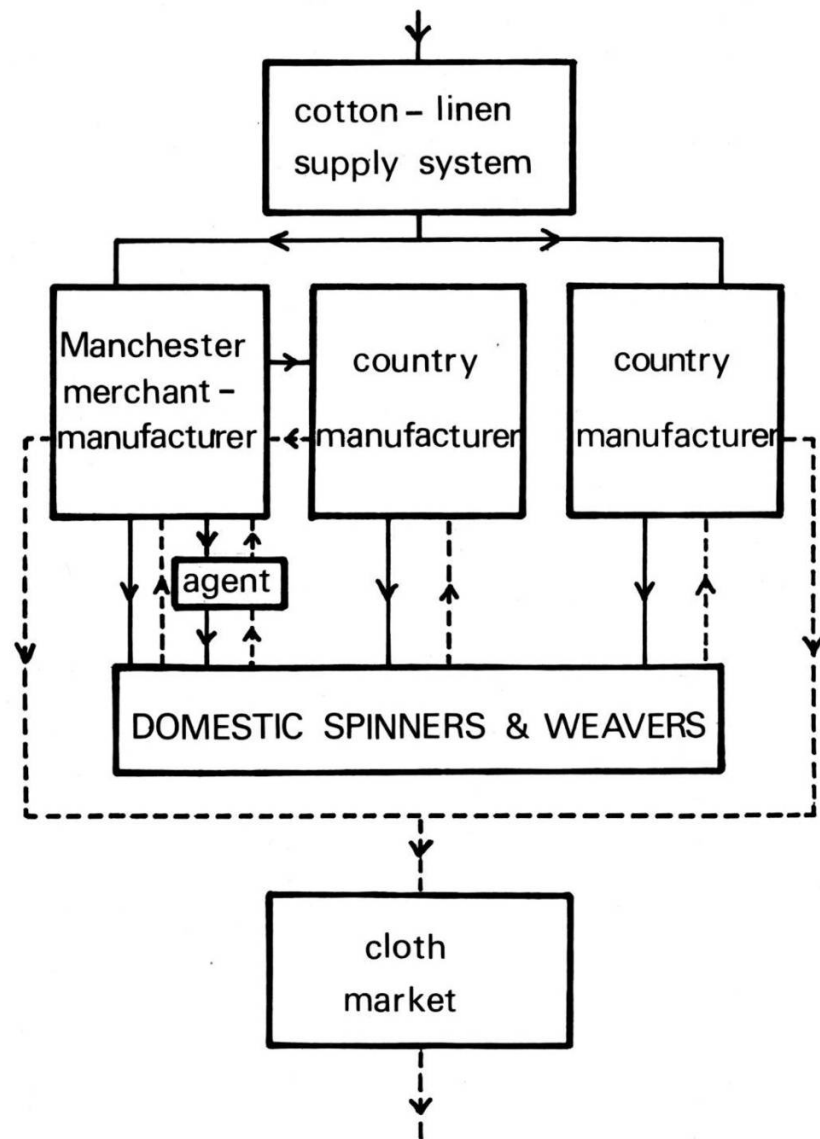 cotton – linen
supply system
Manchester
merchant –
manufacturer
country
manufacturer
country
manufacturer
agent
DOMESTIC SPINNERS & WEAVERS
cloth
market